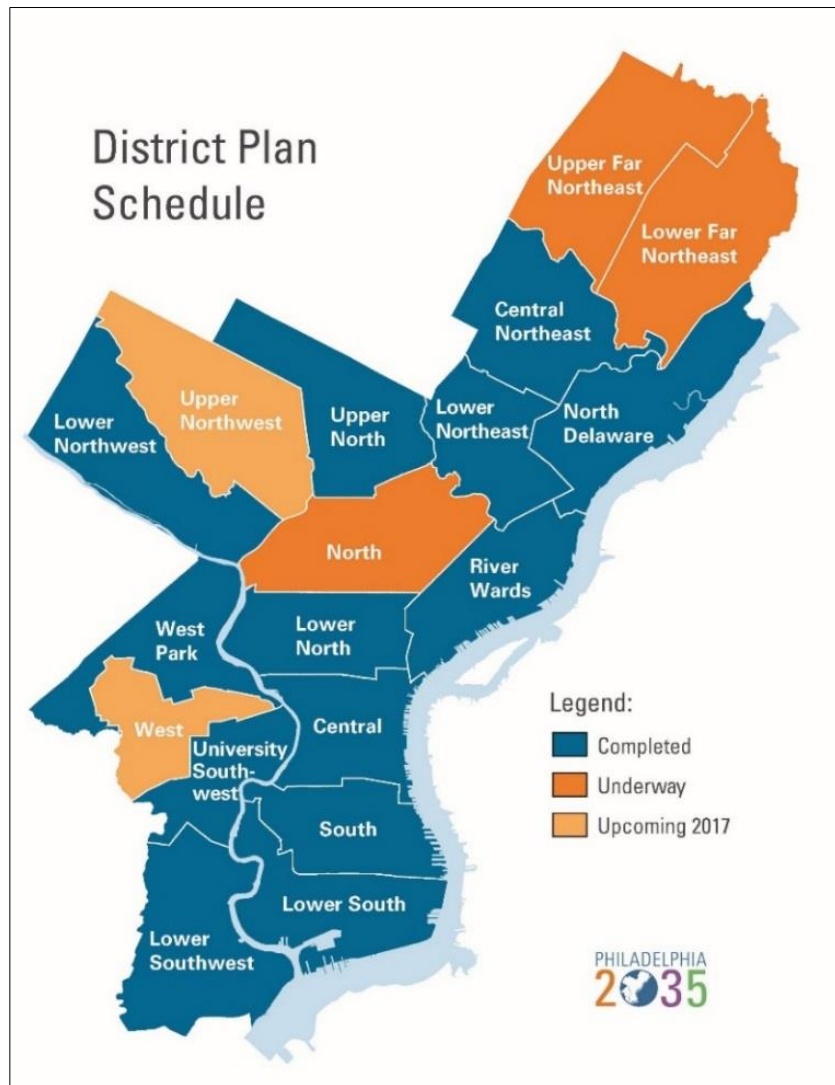 District Plan
Schedule
Upper Far
Northeast
Lower Far
Northeast
Central
Northeast
Lower
Northwest
Upper
Northwest
Upper
North
Lower
Northeast
North
Delaware
North
River
Wards
West
Park
Lower
North
West
University
South-
west
Central
South
Lower South
Lower
Southwest
Legend:
Completed
Underway
Upcoming 2017
PHILADELPHIA
2035